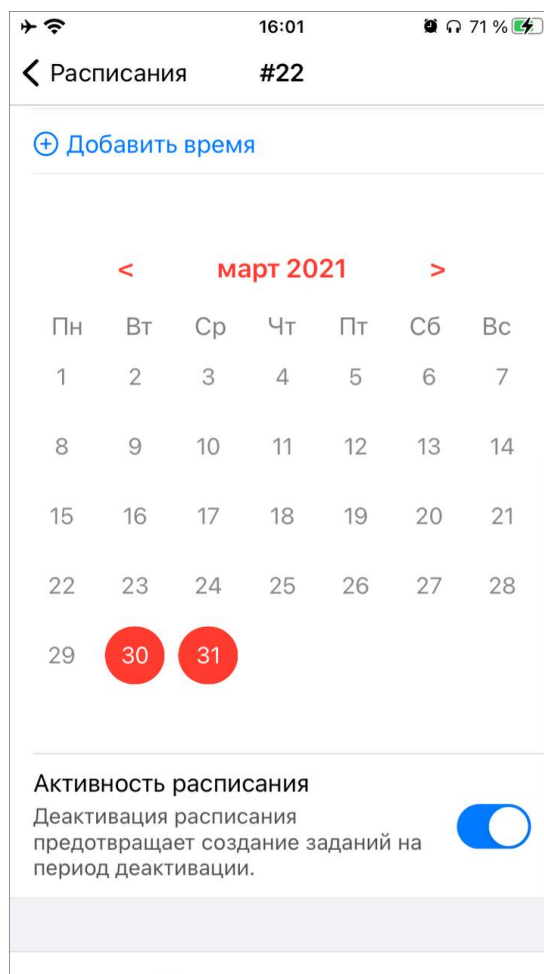 16:01 71 %
Расписания #22
Добавить время
< март 2021 >
Пн Вт Ср Чт Пт Сб Вс
1 2 3 4 5 6 7
8 9 10 11 12 13 14
15 16 17 18 19 20 21
22 23 24 25 26 27 28
29 30 31
Активность расписания
Деактивация расписания
предотвращает создание заданий на
период деактивации.